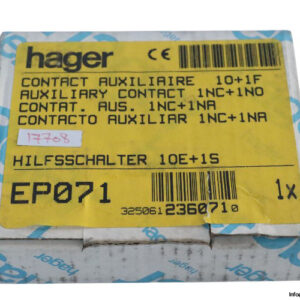 hager CE
CONTACT AUXILIAIRE 1O+1F
AUXILIARY CONTACT 1NC+1NO
CONTAT. AUS. 1NC+1NA
CONTACTO AUXILIAR 1NC+1NA
17708
HILFSSCHALTER 1OE+1S
EP071
1x
3250612360710
hager